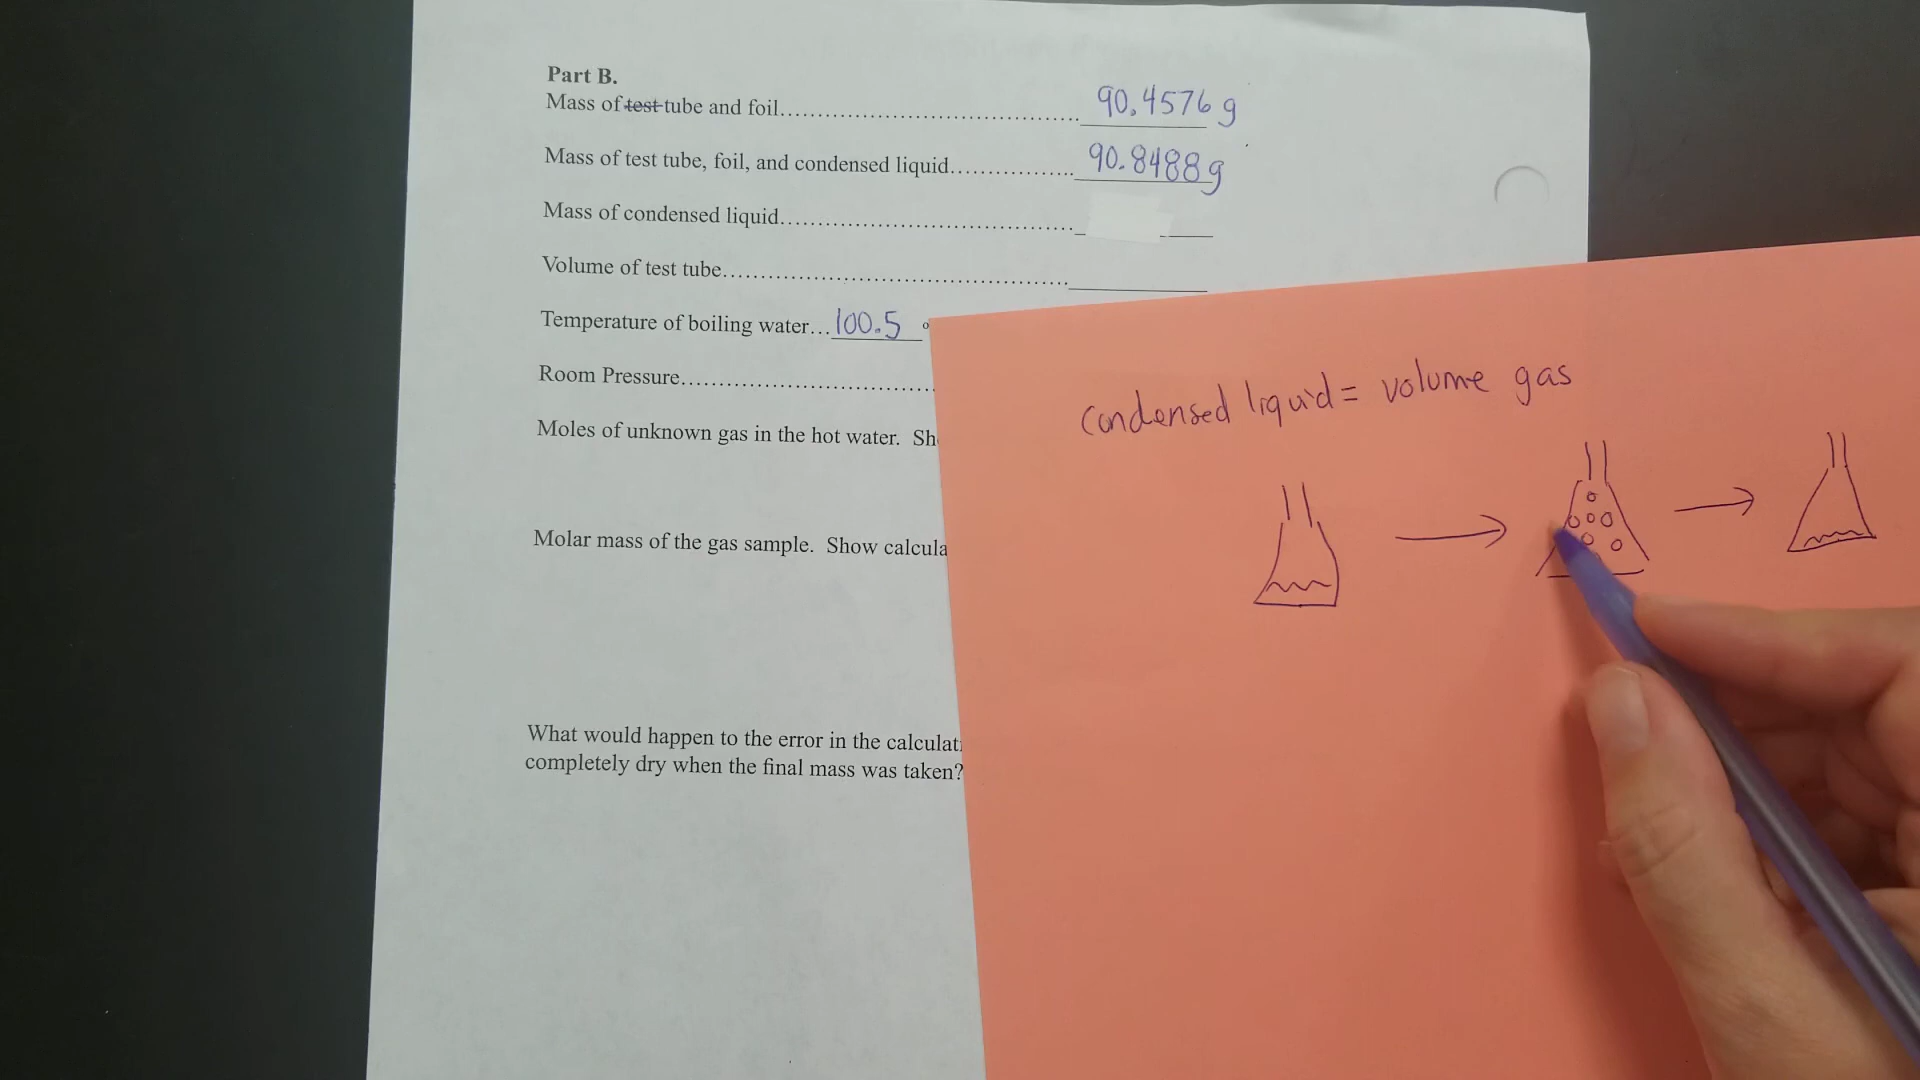 Part B.
Mass of test tube and foil........................................ 90.4576 g
Mass of test tube, foil, and condensed liquid................. 90.8488g
Mass of condensed liquid.......................................
Volume of test tube.............................................
Temperature of boiling water... 100.5 °
Room Pressure..................................
Moles of unknown gas in the hot water. Sh
Molar mass of the gas sample. Show calcula
What would happen to the error in the calculati
completely dry when the final mass was taken?
condensed liquid = volume gas